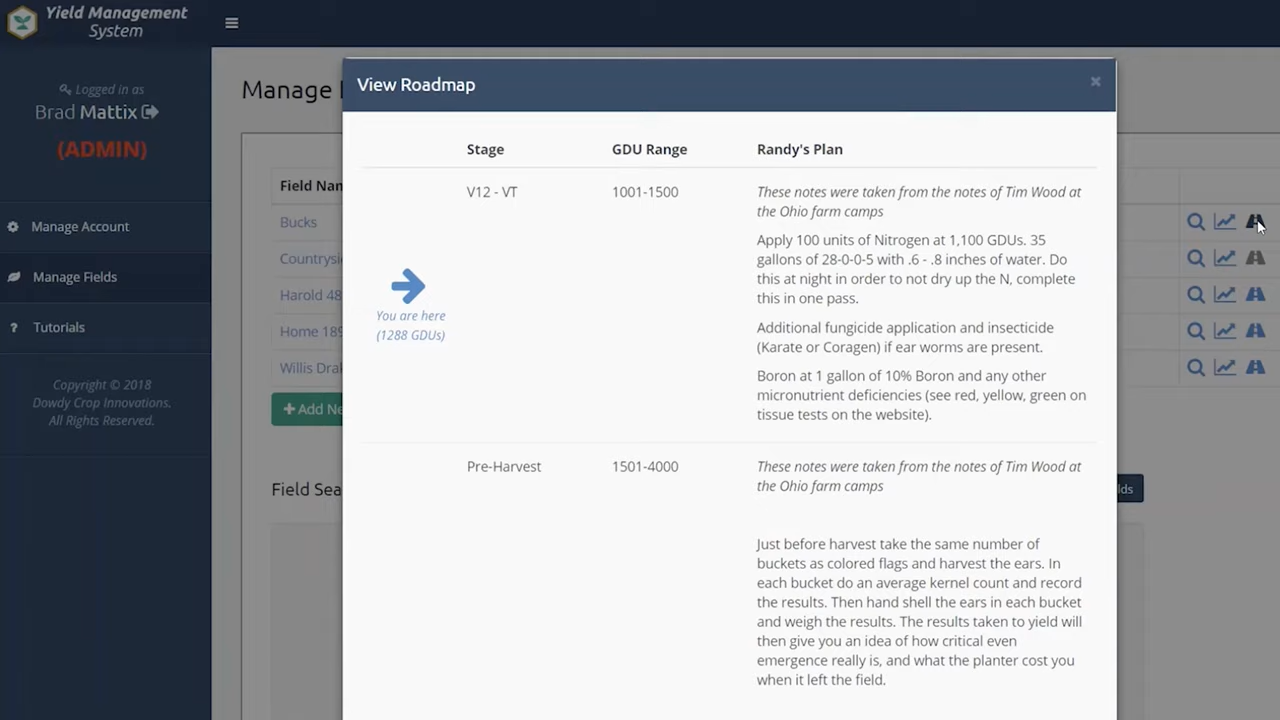 Yield Management
System
Logged in as
Brad Mattix
(ADMIN)
Manage Account
Manage Fields
? Tutorials
Copyright © 2018
Dowdy Crop Innovations.
All Rights Reserved.
Manage
Field Nam
Bucks
Countrysi
Harold 48
Home 189
Willis Dra
+ Add Ne
Field Sea
lds
View Roadmap
×
Stage GDU Range Randy's Plan
V12 - VT 1001-1500 These notes were taken from the notes of Tim Wood at
the Ohio farm camps
Apply 100 units of Nitrogen at 1,100 GDUs. 35
gallons of 28-0-0-5 with .6 - .8 inches of water. Do
this at night in order to not dry up the N, complete
this in one pass.
You are here
(1288 GDUs)
Additional fungicide application and insecticide
(Karate or Coragen) if ear worms are present.
Boron at 1 gallon of 10% Boron and any other
micronutrient deficiencies (see red, yellow, green on
tissue tests on the website).
Pre-Harvest 1501-4000 These notes were taken from the notes of Tim Wood at
the Ohio farm camps
Just before harvest take the same number of
buckets as colored flags and harvest the ears. In
each bucket do an average kernel count and record
the results. Then hand shell the ears in each bucket
and weigh the results. The results taken to yield will
then give you an idea of how critical even
emergence really is, and what the planter cost you
when it left the field.